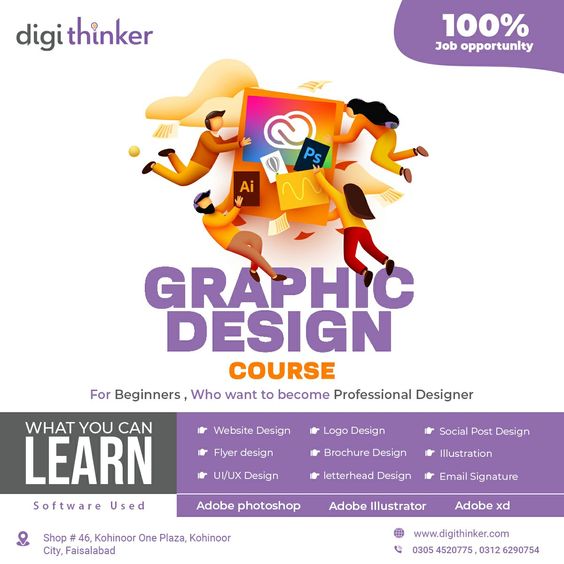 digi thinker
100%
Job opportunity
Ps
Ai
GRAPHIC
DESIGN
COURSE
For Beginners , Who want to become Professional Designer
WHAT YOU CAN
LEARN
Website Design
Logo Design
Social Post Design
Flyer design
Brochure Design
Illustration
UI/UX Design
letterhead Design
Email Signature
Software Used
Adobe photoshop
Adobe Illustrator
Adobe xd
Shop # 46, Kohinoor One Plaza, Kohinoor
City, Faisalabad
www.digithinker.com
0305 4520775 , 0312 6290754